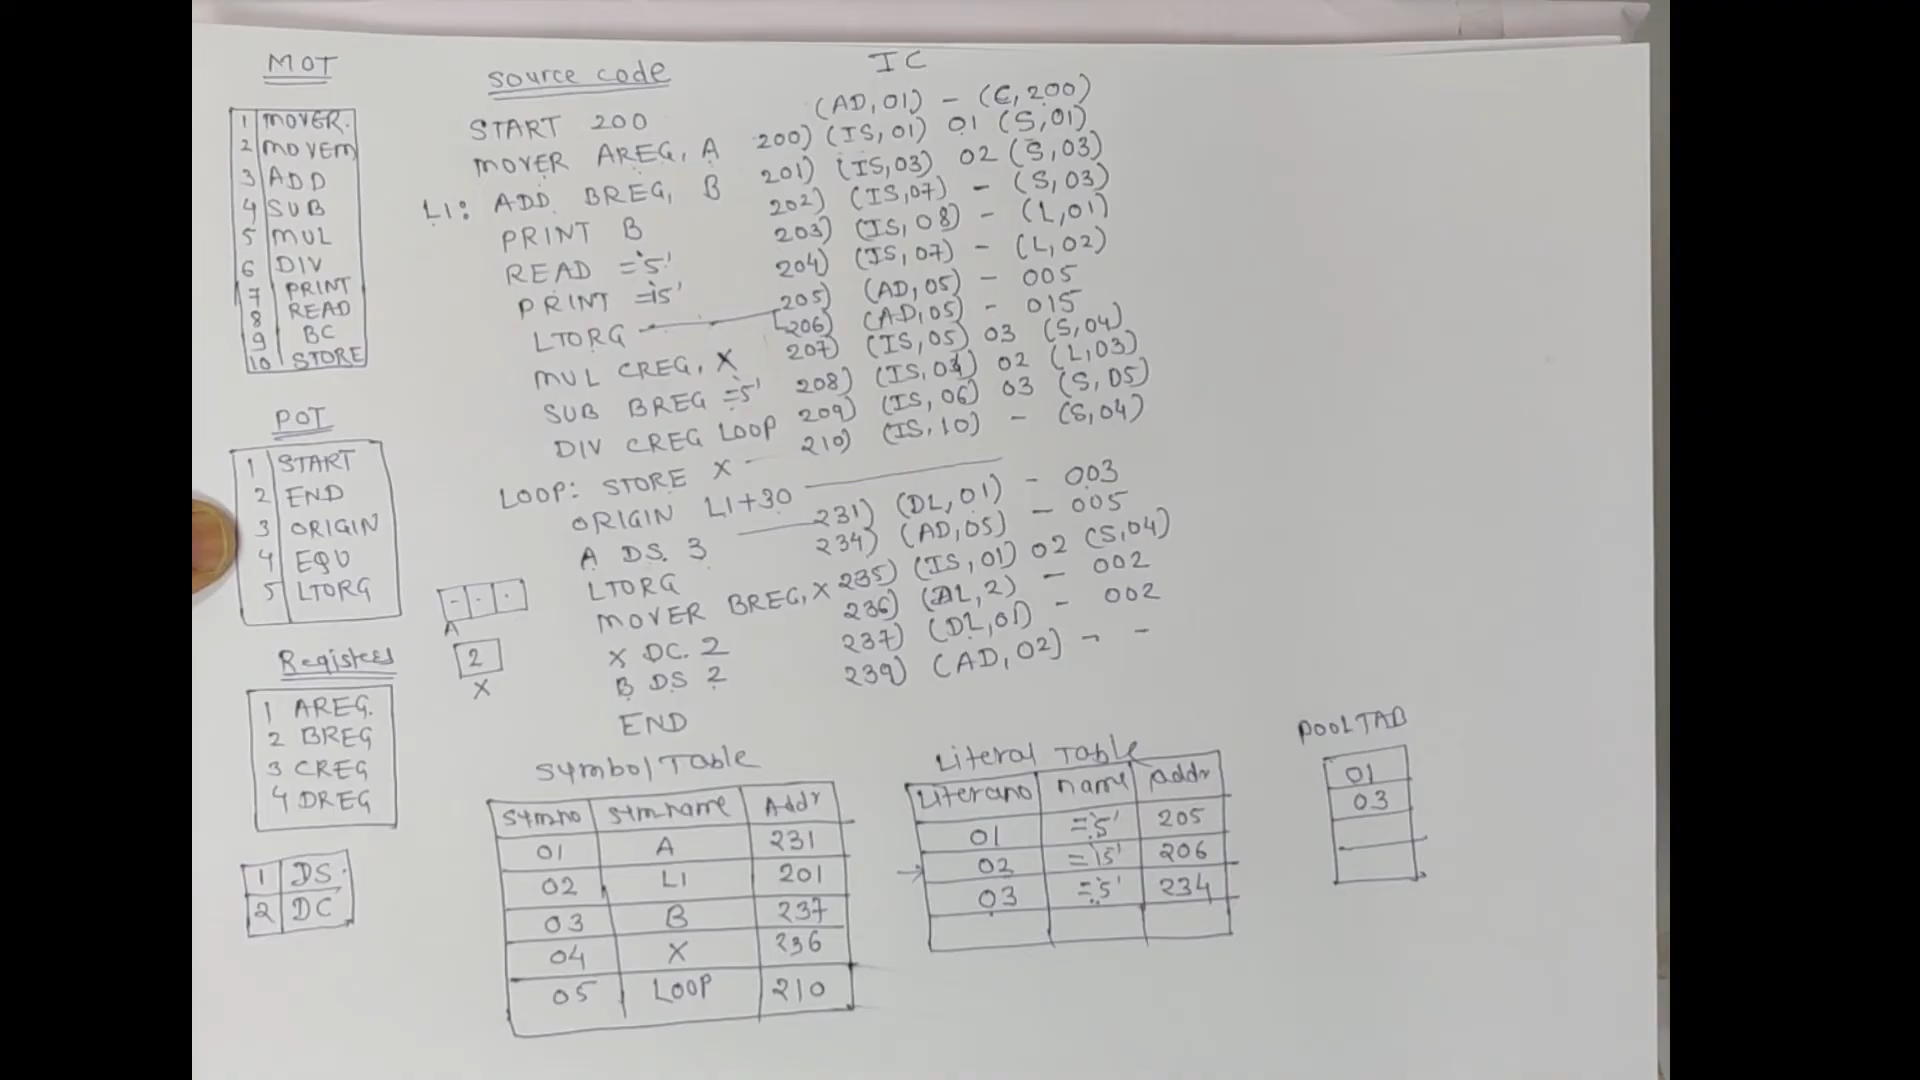 MOT
1 MOVER.
2 MOVEM
3 ADD
4 SUB
5 MUL
6 DIV
7 PRINT
8 READ
9 BC
10 STORE
POT
1 START
2 END
3 ORIGIN
4 EQU
5 LTORG
Registers
1 AREG.
2 BREG
3 CREG
4 DREG
1 DS.
2 DC
source code
START 200
MOVER AREG, A
L1: ADD BREG, B
PRINT B
READ ='5'
PRINT ='15'
LTORG
MUL CREG, X
SUB BREG ='5'
DIV CREG LOOP
LOOP: STORE X
ORIGIN L1+30
A DS. 3
LTORG
MOVER BREG, X
X DC. 2
B DS 2
END
A
2
X
IC
(AD, 01) - (C, 200)
200) (IS, 01) 01 (S, 01)
201) (IS, 03) 02 (S, 03)
202) (IS, 07) - (S, 03)
203) (IS, 08) - (L, 01)
204) (IS, 07) - (L, 02)
205) (AD, 05) - 005
206) (AD, 05) - 015
207) (IS, 05) 03 (S, 04)
208) (IS, 04) 02 (L, 03)
209) (IS, 06) 03 (S, 05)
210) (IS, 10) - (S, 04)
231) (DL, 01) - 003
234) (AD, 05) - 005
235) (IS, 01) 02 (S, 04)
236) (DL, 2) - 002
237) (DL, 01) - 002
239) (AD, 02) - -
Symbol Table
Symno Symname Addr
01 A 231
02 L1 201
03 B 237
04 X 236
05 LOOP 210
Literal Table
Literano name Addr
01 ='5' 205
02 ='15' 206
03 ='5' 234
POOLTAB
01
03